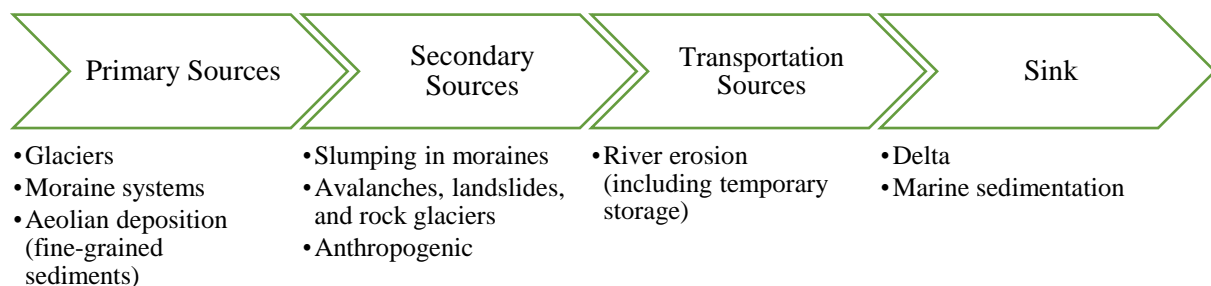 Primary Sources
•Glaciers
•Moraine systems
•Aeolian deposition
(fine-grained
sediments)
Secondary
Sources
•Slumping in moraines
•Avalanches, landslides,
and rock glaciers
•Anthropogenic
Transportation
Sources
•River erosion
(including temporary
storage)
Sink
•Delta
•Marine sedimentation